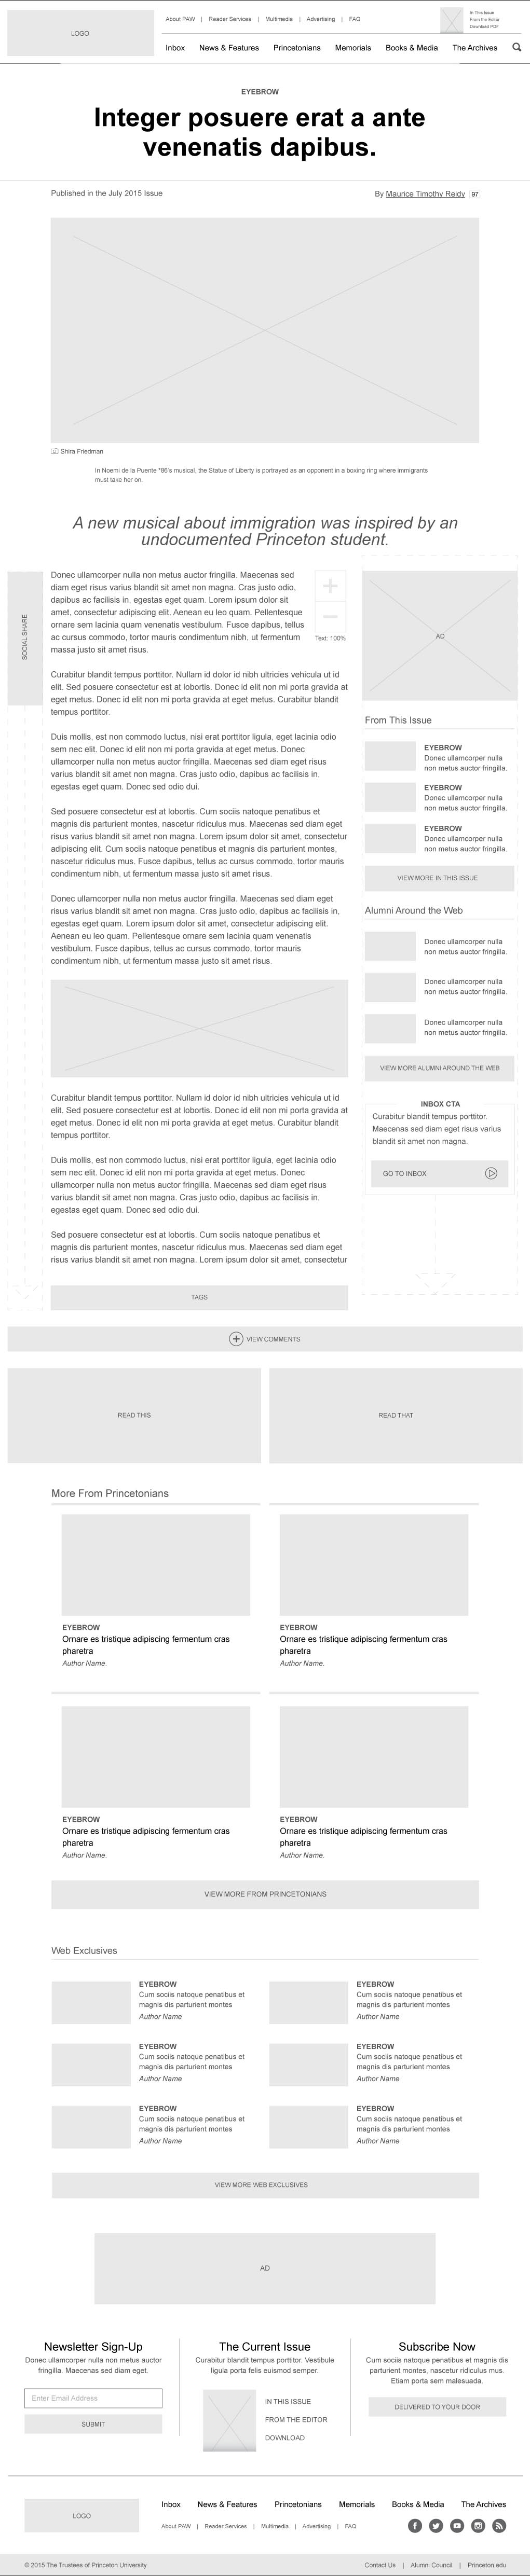 LOGO
About PAW | Reader Services | Multimedia | Advertising | FAQ
In This Issue
From the Editor
Download PDF
Inbox News & Features Princetonians Memorials Books & Media The Archives
EYEBROW
Integer posuere erat a ante
venenatis dapibus.
Published in the July 2015 Issue
By Maurice Timothy Reidy 97
Shira Friedman
In Noemi de la Puente *86's musical, the Statue of Liberty is portrayed as an opponent in a boxing ring where immigrants
must take her on.
A new musical about immigration was inspired by an
undocumented Princeton student.
SOCIAL SHARE
Donec ullamcorper nulla non metus auctor fringilla. Maecenas sed
diam eget risus varius blandit sit amet non magna. Cras justo odio,
dapibus ac facilisis in, egestas eget quam. Lorem ipsum dolor sit
amet, consectetur adipiscing elit. Aenean eu leo quam. Pellentesque
ornare sem lacinia quam venenatis vestibulum. Fusce dapibus, tellus
ac cursus commodo, tortor mauris condimentum nibh, ut fermentum
massa justo sit amet risus.
Text: 100%
Curabitur blandit tempus porttitor. Nullam id dolor id nibh ultricies vehicula ut id
elit. Sed posuere consectetur est at lobortis. Donec id elit non mi porta gravida at
eget metus. Donec id elit non mi porta gravida at eget metus. Curabitur blandit
tempus porttitor.
Duis mollis, est non commodo luctus, nisi erat porttitor ligula, eget lacinia odio
sem nec elit. Donec id elit non mi porta gravida at eget metus. Donec
ullamcorper nulla non metus auctor fringilla. Maecenas sed diam eget risus
varius blandit sit amet non magna. Cras justo odio, dapibus ac facilisis in,
egestas eget quam. Donec sed odio dui.
Sed posuere consectetur est at lobortis. Cum sociis natoque penatibus et
magnis dis parturient montes, nascetur ridiculus mus. Maecenas sed diam eget
risus varius blandit sit amet non magna. Lorem ipsum dolor sit amet, consectetur
adipiscing elit. Cum sociis natoque penatibus et magnis dis parturient montes,
nascetur ridiculus mus. Fusce dapibus, tellus ac cursus commodo, tortor mauris
condimentum nibh, ut fermentum massa justo sit amet risus.
Donec ullamcorper nulla non metus auctor fringilla. Maecenas sed diam eget
risus varius blandit sit amet non magna. Cras justo odio, dapibus ac facilisis in,
egestas eget quam. Lorem ipsum dolor sit amet, consectetur adipiscing elit.
Aenean eu leo quam. Pellentesque ornare sem lacinia quam venenatis
vestibulum. Fusce dapibus, tellus ac cursus commodo, tortor mauris
condimentum nibh, ut fermentum massa justo sit amet risus.
Curabitur blandit tempus porttitor. Nullam id dolor id nibh ultricies vehicula ut id
elit. Sed posuere consectetur est at lobortis. Donec id elit non mi porta gravida at
eget metus. Donec id elit non mi porta gravida at eget metus. Curabitur blandit
tempus porttitor.
Duis mollis, est non commodo luctus, nisi erat porttitor ligula, eget lacinia odio
sem nec elit. Donec id elit non mi porta gravida at eget metus. Donec
ullamcorper nulla non metus auctor fringilla. Maecenas sed diam eget risus
varius blandit sit amet non magna. Cras justo odio, dapibus ac facilisis in,
egestas eget quam. Donec sed odio dui.
Sed posuere consectetur est at lobortis. Cum sociis natoque penatibus et
magnis dis parturient montes, nascetur ridiculus mus. Maecenas sed diam eget
risus varius blandit sit amet non magna. Lorem ipsum dolor sit amet, consectetur
TAGS
AD
From This Issue
EYEBROW
Donec ullamcorper nulla
non metus auctor fringilla.
EYEBROW
Donec ullamcorper nulla
non metus auctor fringilla.
EYEBROW
Donec ullamcorper nulla
non metus auctor fringilla.
VIEW MORE IN THIS ISSUE
Alumni Around the Web
Donec ullamcorper nulla
non metus auctor fringilla.
Donec ullamcorper nulla
non metus auctor fringilla.
Donec ullamcorper nulla
non metus auctor fringilla.
VIEW MORE ALUMNI AROUND THE WEB
INBOX CTA
Curabitur blandit tempus porttitor.
Maecenas sed diam eget risus varius
blandit sit amet non magna.
GO TO INBOX
VIEW COMMENTS
READ THIS
READ THAT
More From Princetonians
EYEBROW
Ornare es tristique adipiscing fermentum cras
pharetra
Author Name.
EYEBROW
Ornare es tristique adipiscing fermentum cras
pharetra
Author Name.
EYEBROW
Ornare es tristique adipiscing fermentum cras
pharetra
Author Name.
EYEBROW
Ornare es tristique adipiscing fermentum cras
pharetra
Author Name.
VIEW MORE FROM PRINCETONIANS
Web Exclusives
EYEBROW
Cum sociis natoque penatibus et
magnis dis parturient montes
Author Name
EYEBROW
Cum sociis natoque penatibus et
magnis dis parturient montes
Author Name
EYEBROW
Cum sociis natoque penatibus et
magnis dis parturient montes
Author Name
EYEBROW
Cum sociis natoque penatibus et
magnis dis parturient montes
Author Name
EYEBROW
Cum sociis natoque penatibus et
magnis dis parturient montes
Author Name
EYEBROW
Cum sociis natoque penatibus et
magnis dis parturient montes
Author Name
VIEW MORE WEB EXCLUSIVES
AD
Newsletter Sign-Up
Donec ullamcorper nulla non metus auctor
fringilla. Maecenas sed diam eget.
Enter Email Address
SUBMIT
The Current Issue
Curabitur blandit tempus porttitor. Vestibule
ligula porta felis euismod semper.
IN THIS ISSUE
FROM THE EDITOR
DOWNLOAD
Subscribe Now
Cum sociis natoque penatibus et magnis dis
parturient montes, nascetur ridiculus mus.
Etiam porta sem malesuada.
DELIVERED TO YOUR DOOR
LOGO
Inbox News & Features Princetonians Memorials Books & Media The Archives
About PAW | Reader Services | Multimedia | Advertising | FAQ
© 2015 The Trustees of Princeton University
Contact Us | Alumni Council | Princeton.edu